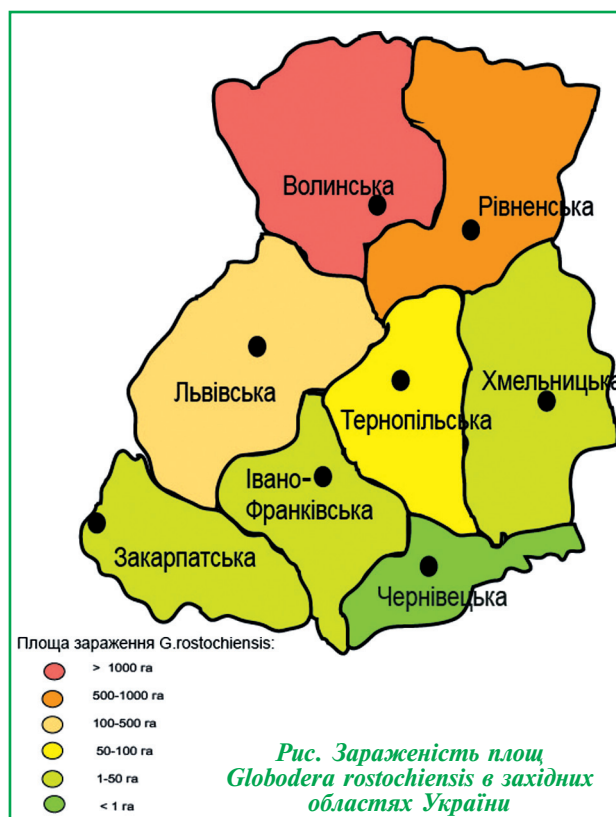 Волинська
Рівненська
Львівська
Тернопільська
Хмельницька
Івано-
Франківська
Закарпатська
Чернівецька
Площа зараження G.rostochiensis:
> 1000 га
500-1000 га
100-500 га
50-100 га
1-50 га
< 1 га
Рис. Зараженість площ
Globodera rostochiensis в західних
областях України